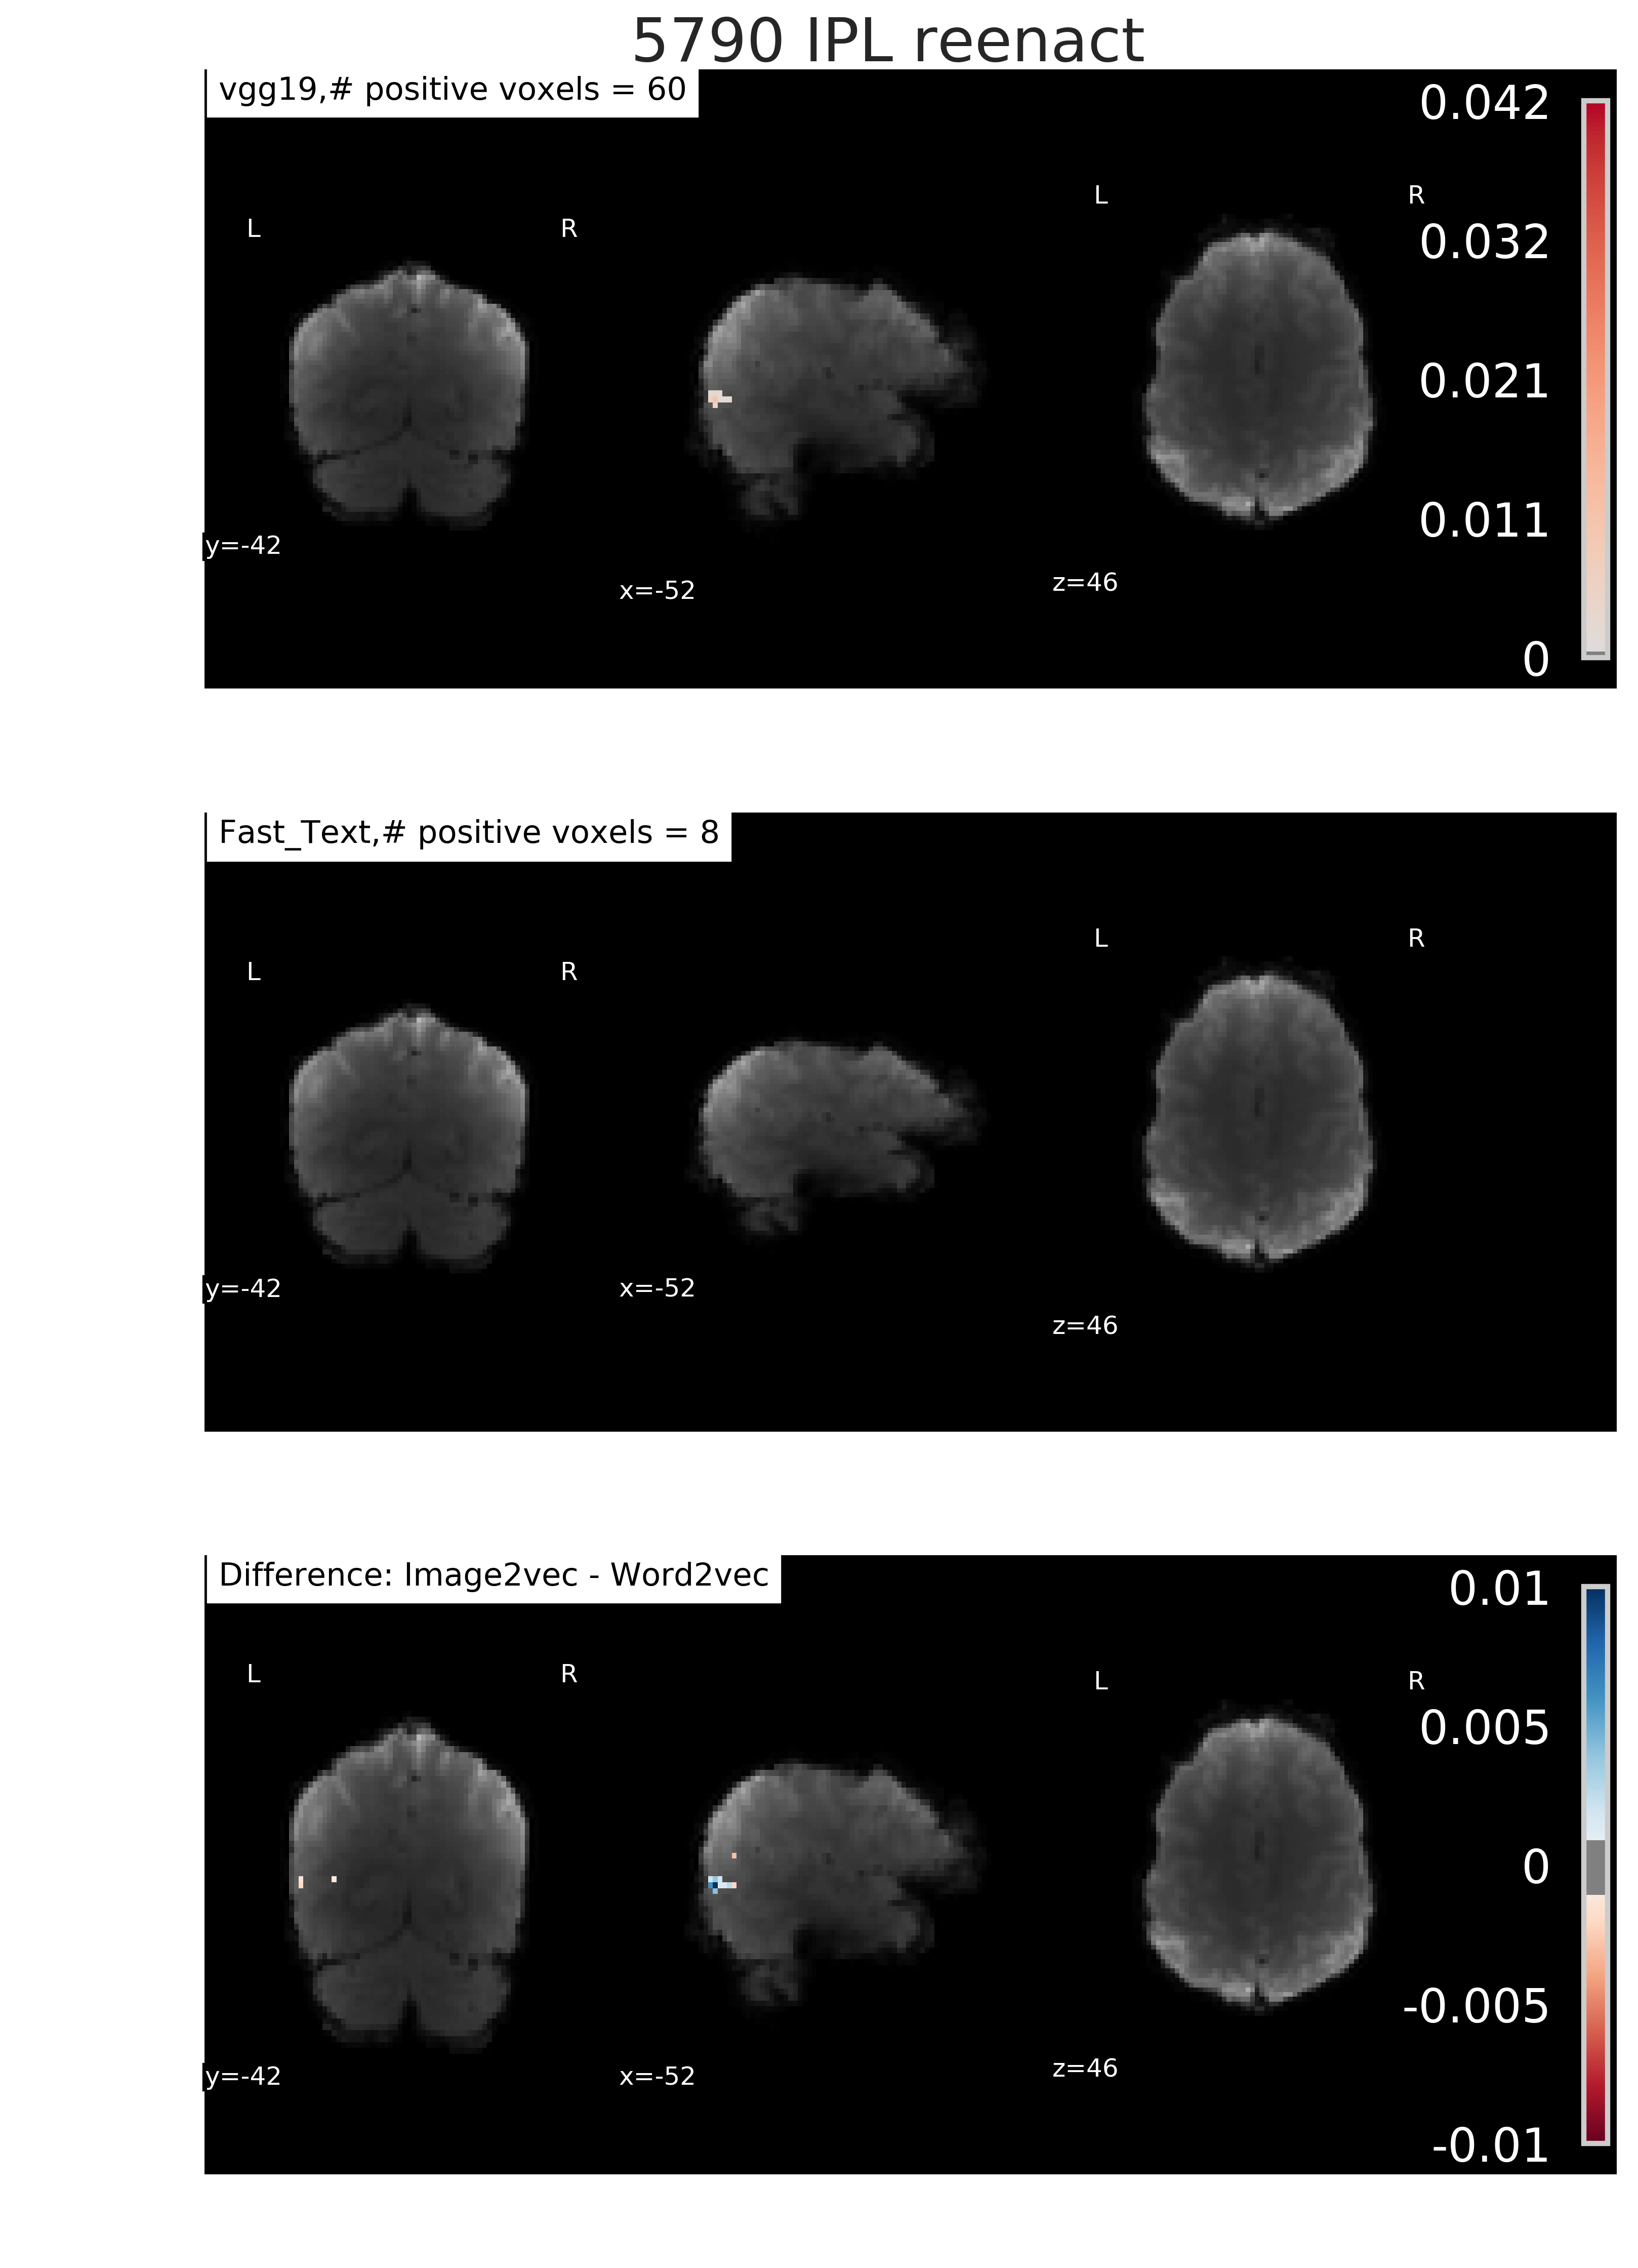 5790 IPL reenact
vgg19,# positive voxels = 60
0.042
L
R
L
R
0.032
0.021
0.011
0
y=-42
x=-52
z=46
Fast_Text,# positive voxels = 8
L
R
L
R
y=-42
x=-52
z=46
Difference: Image2vec - Word2vec
0.01
L
R
L
R
0.005
0
-0.005
-0.01
y=-42
x=-52
z=46